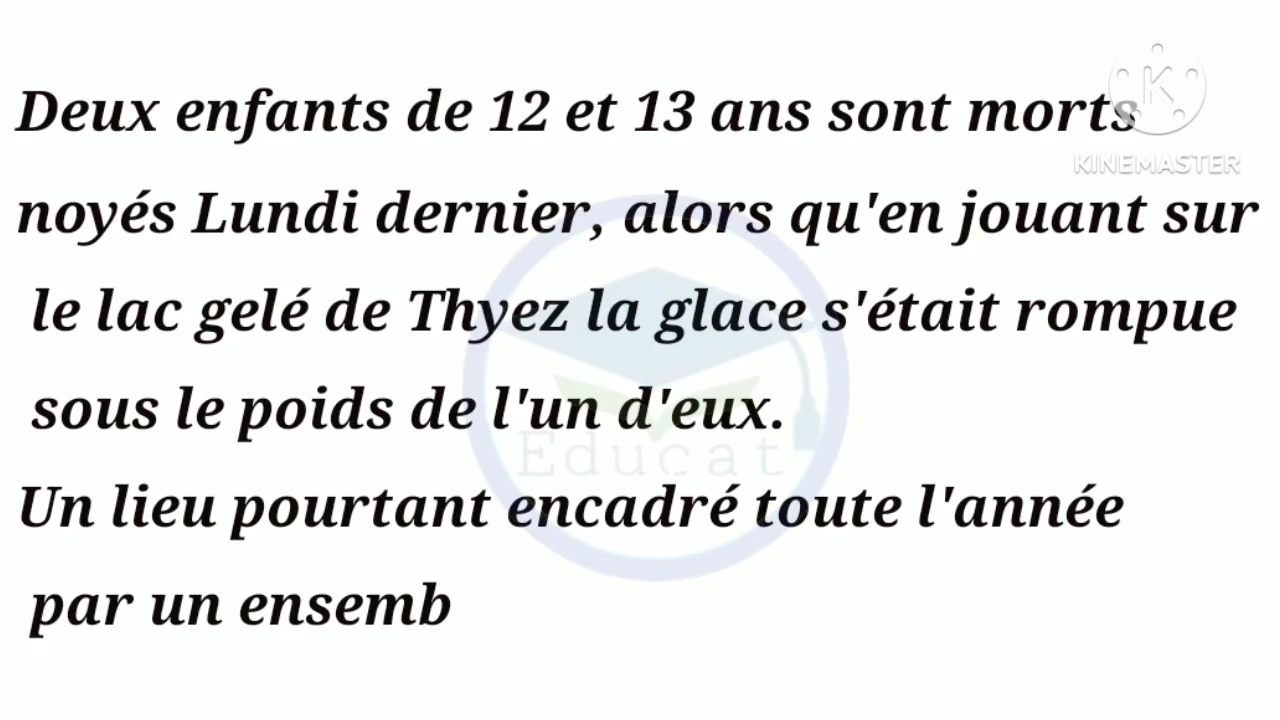 Deux enfants de 12 et 13 ans sont morts
KINEMASTER
noyés Lundi dernier, alors qu'en jouant sur
le lac gelé de Thyez la glace s'était rompue
sous le poids de l'un d'eux.
Educat
Un lieu pourtant encadré toute l'année
par un ensemb